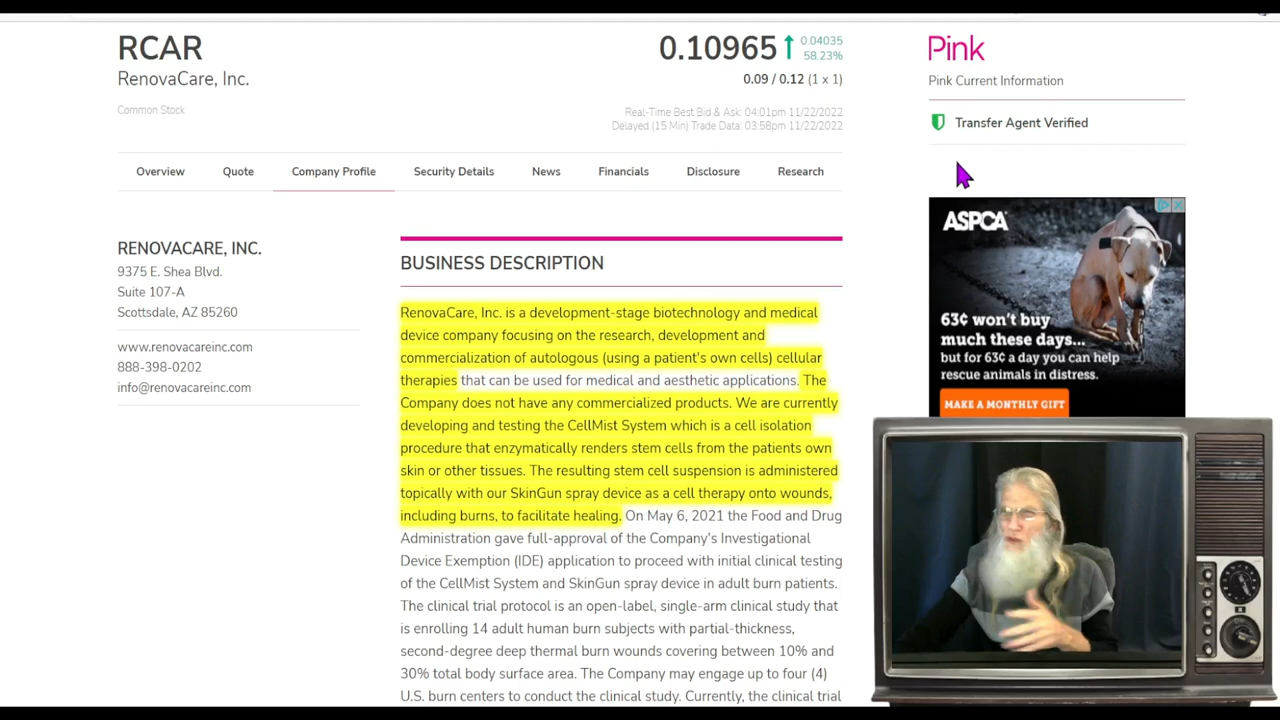 RCAR
RenovaCare, Inc.
Common Stock
0.10965
0.04035
58.23%
0.09 / 0.12 (1 x 1)
Real-Time Best Bid & Ask: 04:01pm 11/22/2022
Delayed (15 Min) Trade Data: 03:58pm 11/22/2022
Pink
Pink Current Information
Transfer Agent Verified
Overview
Quote
Company Profile
Security Details
News
Financials
Disclosure
Research
RENOVACARE, INC.
9375 E. Shea Blvd.
Suite 107-A
Scottsdale, AZ 85260
www.renovacareinc.com
888-398-0202
info@renovacareinc.com
BUSINESS DESCRIPTION
RenovaCare, Inc. is a development-stage biotechnology and medical
device company focusing on the research, development and
commercialization of autologous (using a patient's own cells) cellular
therapies that can be used for medical and aesthetic applications. The
Company does not have any commercialized products. We are currently
developing and testing the CellMist System which is a cell isolation
procedure that enzymatically renders stem cells from the patients own
skin or other tissues. The resulting stem cell suspension is administered
topically with our SkinGun spray device as a cell therapy onto wounds,
including burns, to facilitate healing. On May 6, 2021 the Food and Drug
Administration gave full-approval of the Company's Investigational
Device Exemption (IDE) application to proceed with initial clinical testing
of the CellMist System and SkinGun spray device in adult burn patients.
The clinical trial protocol is an open-label, single-arm clinical study that
is enrolling 14 adult human burn subjects with partial-thickness,
second-degree deep thermal burn wounds covering between 10% and
30% total body surface area. The Company may engage up to four (4)
U.S. burn centers to conduct the clinical study. Currently, the clinical trial
ASPCA
63¢ won't buy
much these days...
but for 63¢ a day you can help
rescue animals in distress.
MAKE A MONTHLY GIFT